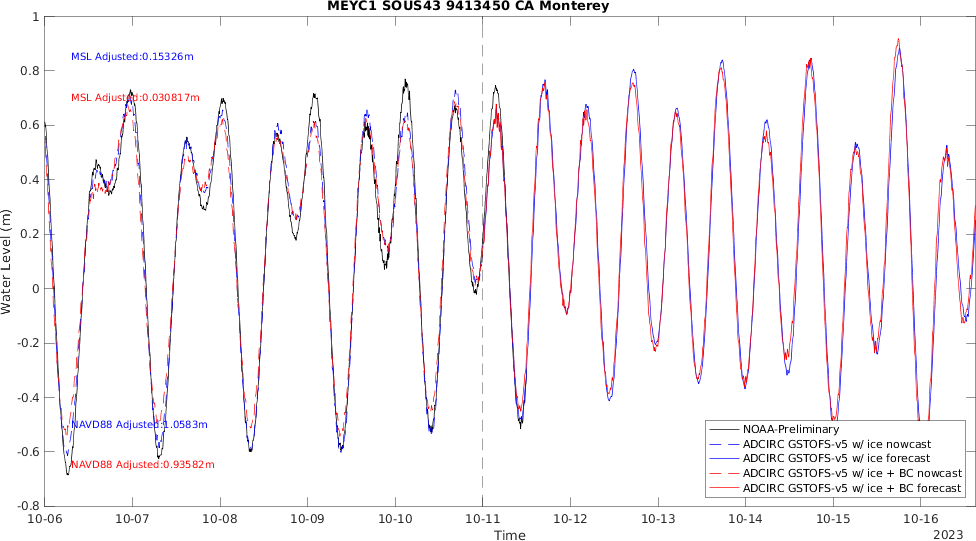 MEYC1 SOUS43 9413450 CA Monterey
Water Level (m)
1
0.8
0.6
0.4
0.2
0
-0.2
-0.4
-0.6
-0.8
MSL Adjusted:0.15326m
MSL Adjusted:0.030817m
NAVD88 Adjusted:1.0583m
NAVD88 Adjusted:0.93582m
NOAA-Preliminary
ADCIRC GSTOFS-v5 w/ ice nowcast
ADCIRC GSTOFS-v5 w/ ice forecast
ADCIRC GSTOFS-v5 w/ ice + BC nowcast
ADCIRC GSTOFS-v5 w/ ice + BC forecast
10-06 10-07 10-08 10-09 10-10 10-11 10-12 10-13 10-14 10-15 10-16
Time
2023